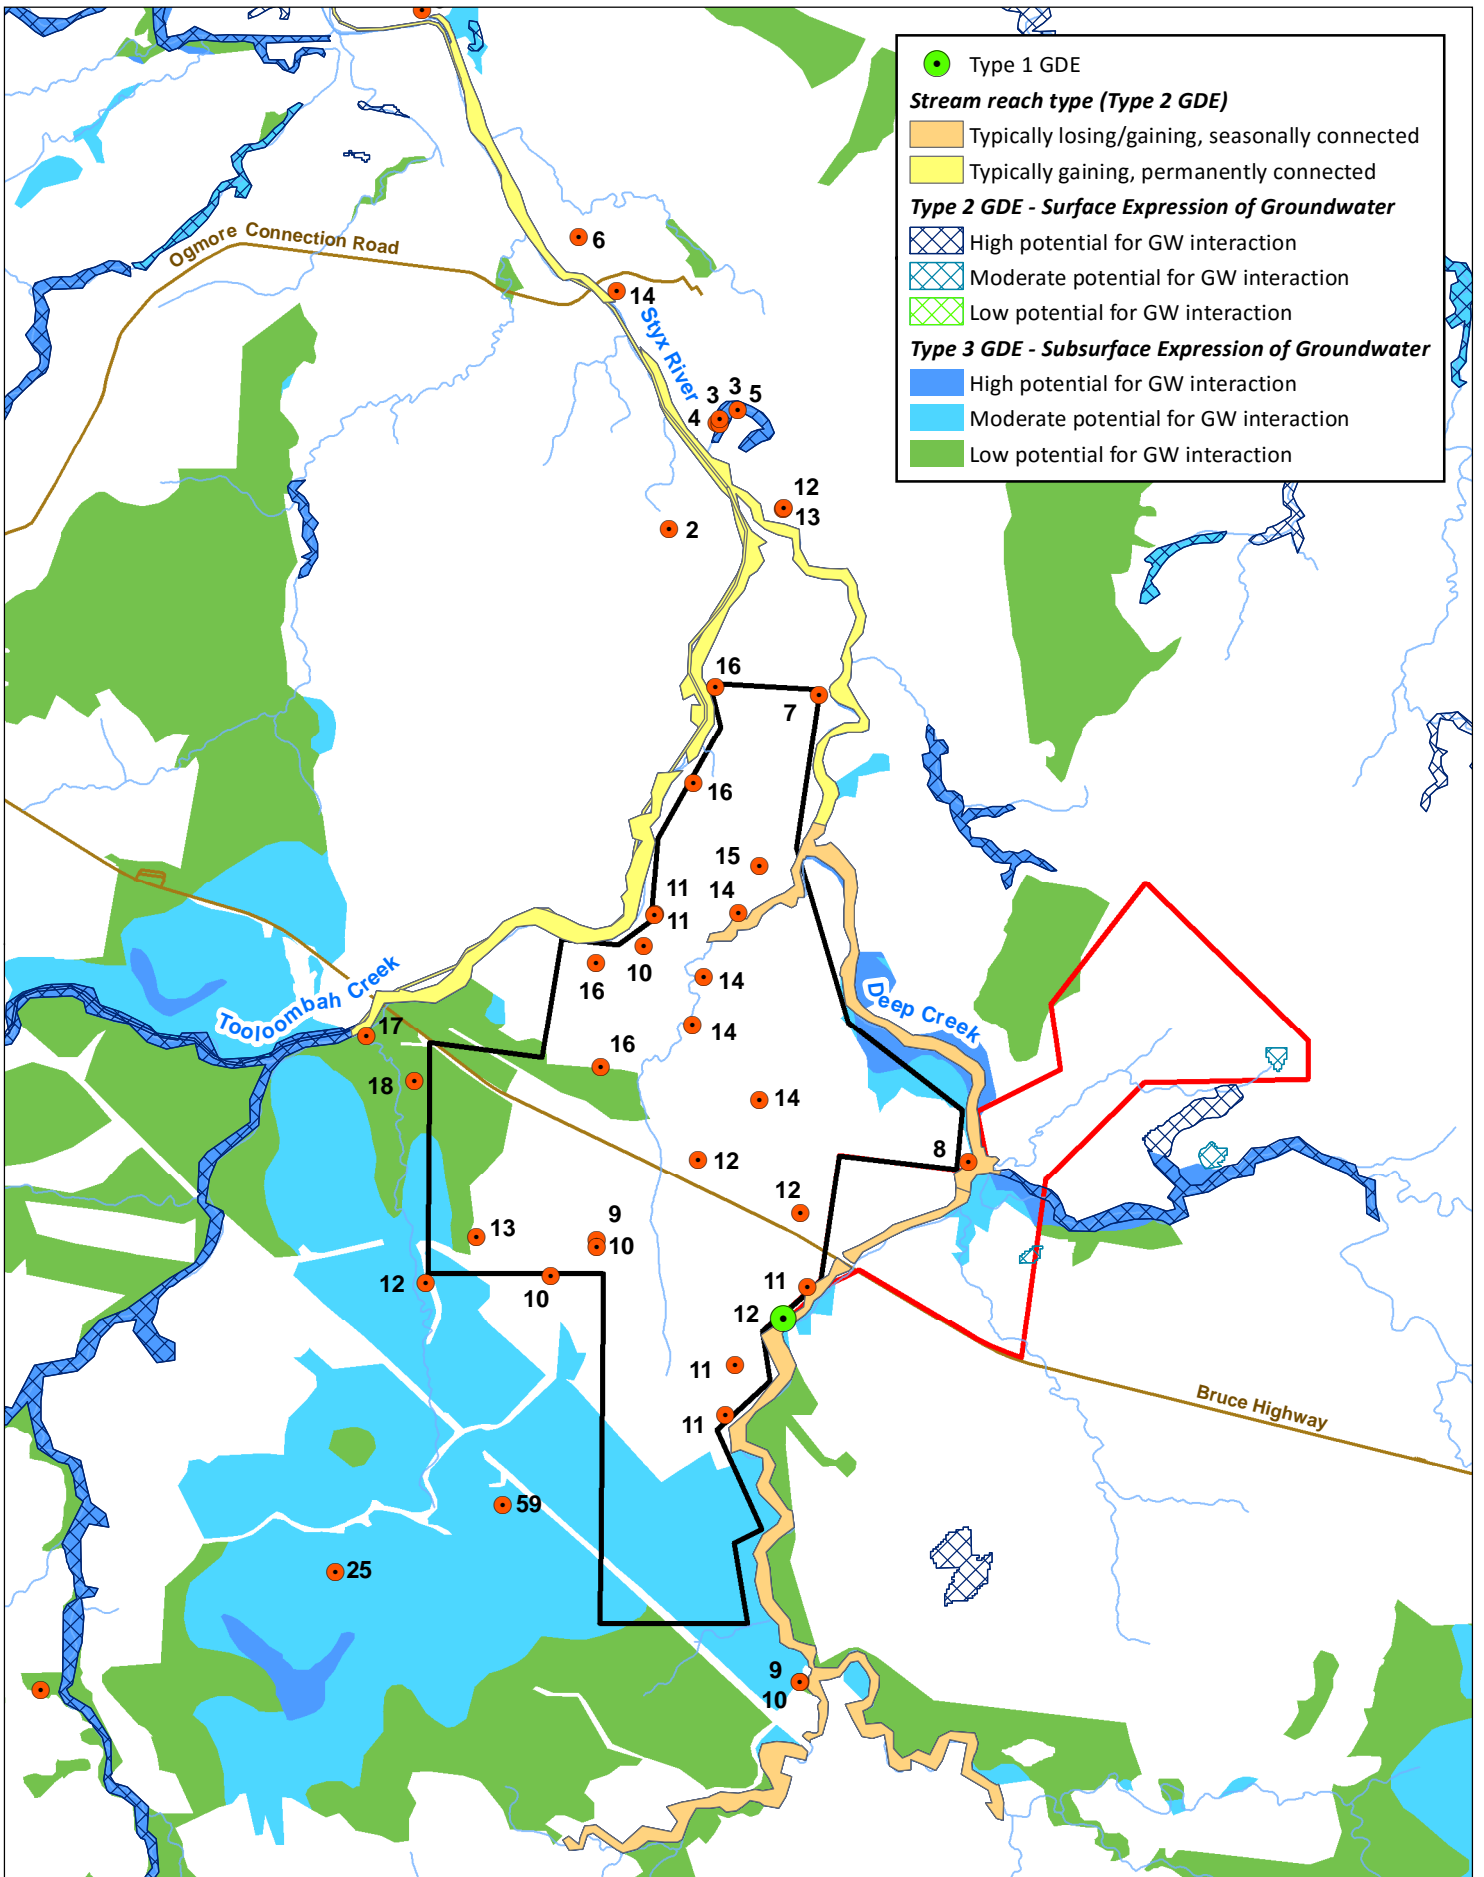 Type 1 GDE
Stream reach type (Type 2 GDE)
Typically losing/gaining, seasonally connected
Typically gaining, permanently connected
Type 2 GDE - Surface Expression of Groundwater
High potential for GW interaction
Moderate potential for GW interaction
Low potential for GW interaction
Type 3 GDE - Subsurface Expression of Groundwater
High potential for GW interaction
Moderate potential for GW interaction
Low potential for GW interaction
Ogmore Connection Road
6
14
Styx River
3 3 5
4
12
2
13
16
7
16
15
11 14
11
10
16
14
Tooloombah Creek
Deep Creek
17
14
16
18
14
8
12
12
9
13
10
12
10
11
12
11
Bruce Highway
11
59
25
9
10